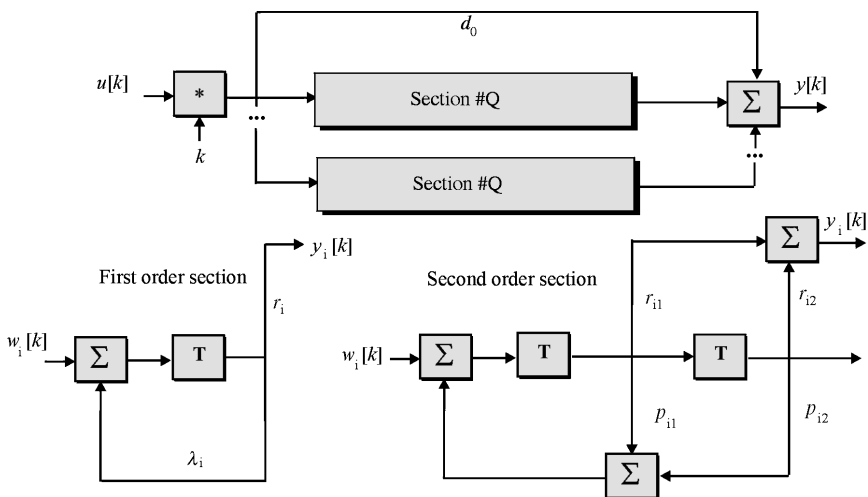 d0
u[k]
*
Section #Q
Σ
y[k]
...
k
...
Section #Q
yi[k]
First order section
Second order section
Σ
yi[k]
ri
ri1
ri2
wi[k]
Σ
T
wi[k]
Σ
T
T
pi1
pi2
λi
Σ